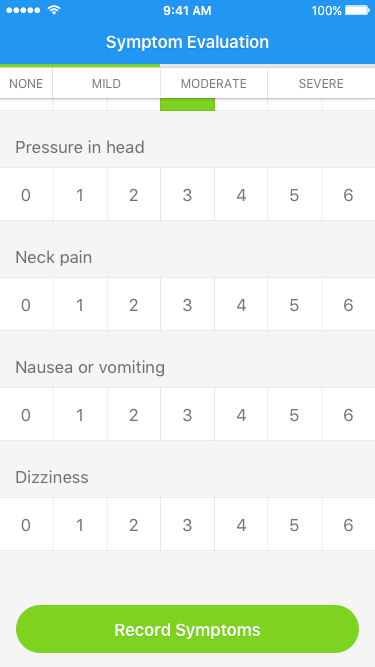 9:41 AM 100%
Symptom Evaluation
NONE MILD MODERATE SEVERE
Pressure in head
0 1 2 3 4 5 6
Neck pain
0 1 2 3 4 5 6
Nausea or vomiting
0 1 2 3 4 5 6
Dizziness
0 1 2 3 4 5 6
Record Symptoms